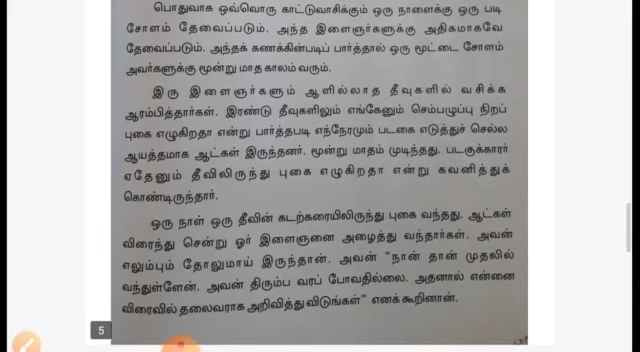 பொதுவாக ஒவ்வொரு காட்டுவாசிக்கும் ஒரு நாளைக்கு ஒரு படி
சோளம் தேவைப்படும். அந்த இளைஞர்களுக்கு அதிகமாகவே
தேவைப்படும். அந்தக் கணக்கின்படிப் பார்த்தால் ஒரு மூட்டை சோளம்
அவர்களுக்கு மூன்று மாத காலம் வரும்.
இரு இளைஞர்களும் ஆளில்லாத தீவுகளில் வசிக்க
ஆரம்பித்தார்கள். இரண்டு தீவுகளிலும் எங்கேனும் செம்பழுப்பு நிறப்
புகை எழுகிறதா என்று பார்த்தபடி எந்நேரமும் படகை எடுத்துச் செல்ல
ஆயத்தமாக ஆட்கள் இருந்தனர். மூன்று மாதம் முடிந்தது. படகுக்காரர்
ஏதேனும் தீவிலிருந்து புகை எழுகிறதா என்று கவனித்துக்
கொண்டிருந்தார்.
ஒரு நாள் ஒரு தீவின் கடற்கரையிலிருந்து புகை வந்தது. ஆட்கள்
விரைந்து சென்று ஓர் இளைஞனை அழைத்து வந்தார்கள். அவன்
எலும்பும் தோலுமாய் இருந்தான். அவன் “நான் தான் முதலில்
வந்துள்ளேன். அவன் திரும்ப வரப் போவதில்லை. அதனால் என்னை
விரைவில் தலைவராக அறிவித்து விடுங்கள்” எனக் கூறினான்.
5